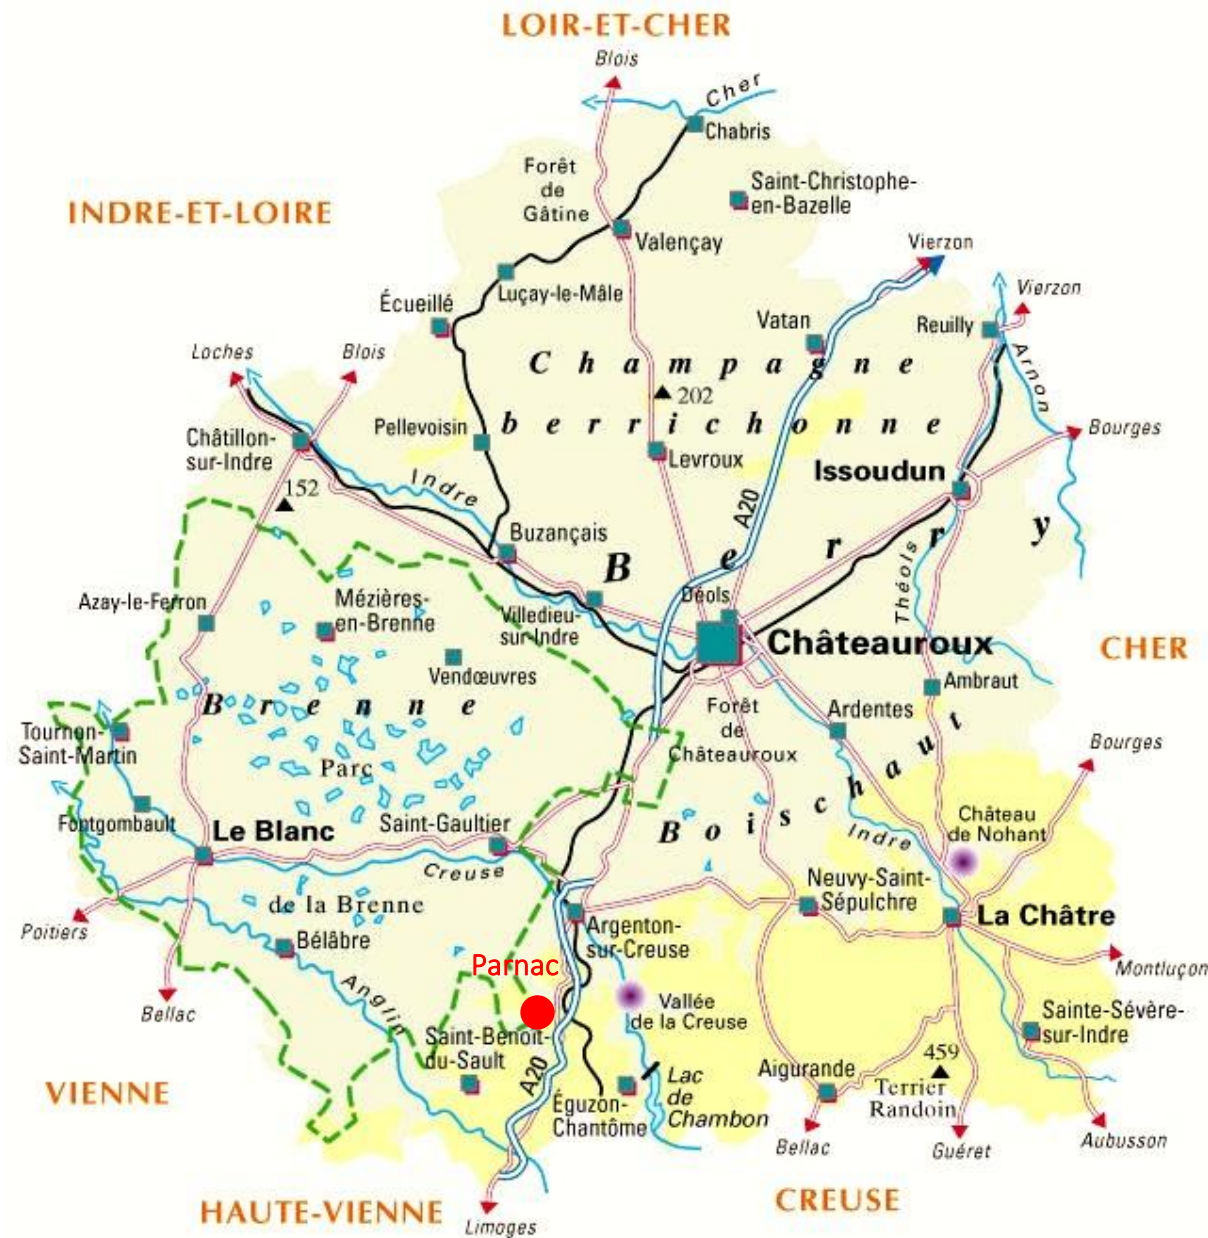 LOIR-ET-CHER
Blois
Cher
Chabris
Forêt
de
Gâtine
Saint-Christophe-
en-Bazelle
INDRE-ET-LOIRE
Valençay
Vierzon
Luçay-le-Mâle
Écueillé
Vierzon
Vatan
Reuilly
Loches
Blois
Arnon
Champagne
202
berrichonne
Pellevoisin
Bourges
Châtillon-
sur-Indre
Levroux
Issoudun
Indre
152
A20
Buzançais
Berry
Théols
Déols
Azay-le-Ferron
Mézières-
en-Brenne
Villedieu-
sur-Indre
Châteauroux
CHER
Vendœuvres
Ambraut
Brenne
Forêt
de
Châteauroux
Ardentes
Tournon-
Saint-Martin
Bourges
Parc
Boischaut
Fontgombault
Le Blanc
Saint-Gaultier
Indre
Château
de Nohant
Creuse
de la Brenne
Neuvy-Saint-
Sépulchre
La Châtre
Poitiers
Argenton-
sur-Creuse
Bélâbre
Parnac
Montluçon
Anglin
Bellac
Vallée
de la Creuse
Sainte-Sévère-
sur-Indre
Saint-Benoît-
du-Sault
A20
459
Aigurande
Terrier
Randoin
VIENNE
Éguzon-
Chantôme
Lac
de
Chambon
Bellac
Guéret
Aubusson
HAUTE-VIENNE
CREUSE
Limoges